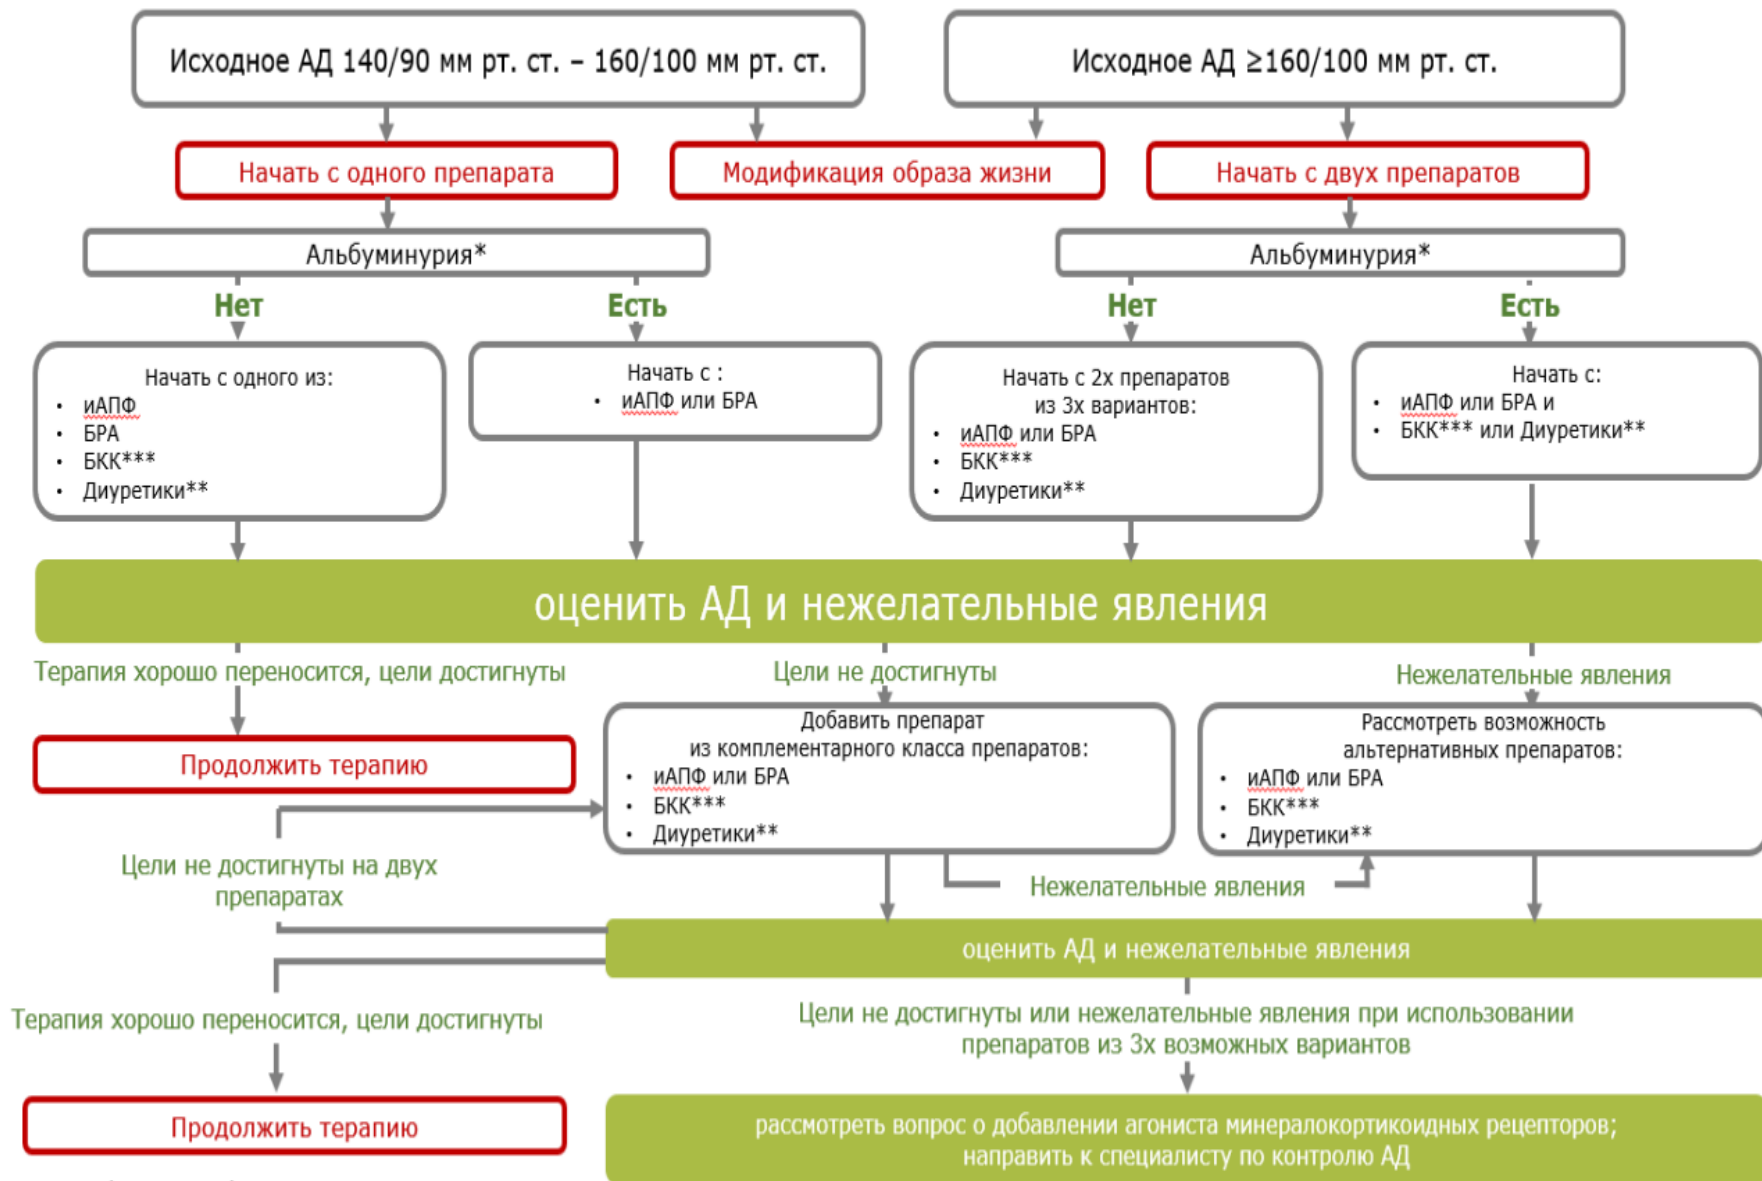 Исходное АД 140/90 мм рт. ст. – 160/100 мм рт. ст.
Исходное АД ≥160/100 мм рт. ст.
Начать с одного препарата
Модификация образа жизни
Начать с двух препаратов
Альбуминурия*
Альбуминурия*
Нет
Есть
Нет
Есть
Начать с одного из:
• иАПФ
• БРА
• БКК***
• Диуретики**
Начать с :
• иАПФ или БРА
Начать с 2х препаратов
из 3х вариантов:
• иАПФ или БРА
• БКК***
• Диуретики**
Начать с:
• иАПФ или БРА и
• БКК*** или Диуретики**
оценить АД и нежелательные явления
Терапия хорошо переносится, цели достигнуты
Цели не достигнуты
Нежелательные явления
Продолжить терапию
Добавить препарат
из комплементарного класса препаратов:
• иАПФ или БРА
• БКК***
• Диуретики**
Рассмотреть возможность
альтернативных препаратов:
• иАПФ или БРА
• БКК***
• Диуретики**
Цели не достигнуты на двух
препаратах
Нежелательные явления
оценить АД и нежелательные явления
Терапия хорошо переносится, цели достигнуты
Цели не достигнуты или нежелательные явления при использовании
препаратов из 3х возможных вариантов
Продолжить терапию
рассмотреть вопрос о добавлении агониста минералокортикоидных рецепторов;
направить к специалисту по контролю АД